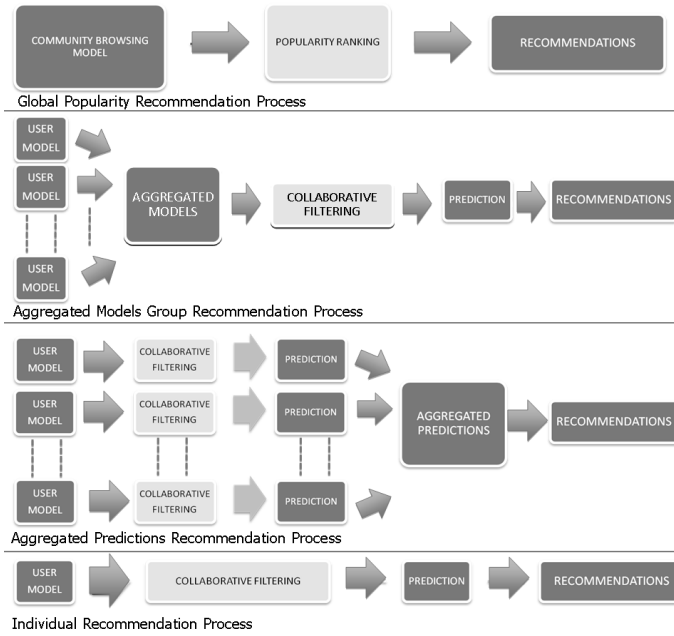 COMMUNITY BROWSING
MODEL
POPULARITY RANKING
RECOMMENDATIONS
Global Popularity Recommendation Process
USER
MODEL
USER
MODEL
USER
MODEL
AGGREGATED
MODELS
COLLABORATIVE
FILTERING
PREDICTION
RECOMMENDATIONS
Aggregated Models Group Recommendation Process
USER
MODEL
COLLABORATIVE
FILTERING
PREDICTION
USER
MODEL
COLLABORATIVE
FILTERING
PREDICTION
USER
MODEL
COLLABORATIVE
FILTERING
PREDICTION
AGGREGATED
PREDICTIONS
RECOMMENDATIONS
Aggregated Predictions Recommendation Process
USER
MODEL
COLLABORATIVE FILTERING
PREDICTION
RECOMMENDATIONS
Individual Recommendation Process